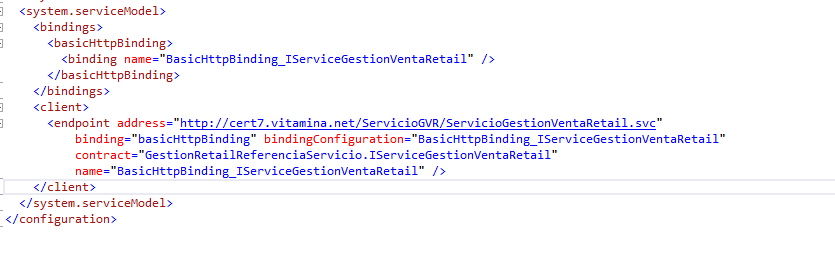 <system.serviceModel>
<bindings>
<basicHttpBinding>
<binding name="BasicHttpBinding_IServiceGestionVentaRetail" />
</basicHttpBinding>
</bindings>
<client>
<endpoint address="http://cert7.vitamina.net/ServicioGVR/ServicioGestionVentaRetail.svc"
binding="basicHttpBinding" bindingConfiguration="BasicHttpBinding_IServiceGestionVentaRetail"
contract="GestionRetailReferenciaServicio.IServiceGestionVentaRetail"
name="BasicHttpBinding_IServiceGestionVentaRetail" />
</client>
</system.serviceModel>
</configuration>